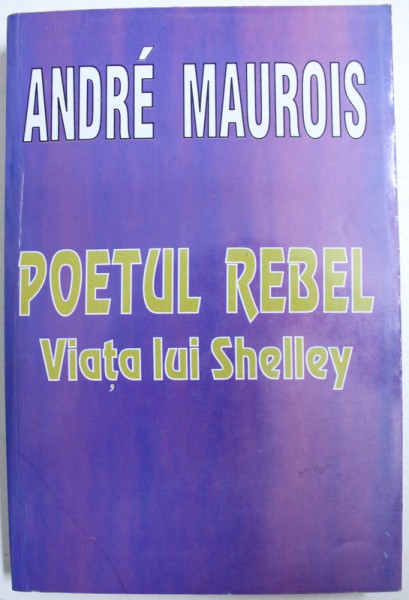 ANDRÉ MAUROIS
POETUL REBEL
Viața lui Shelley